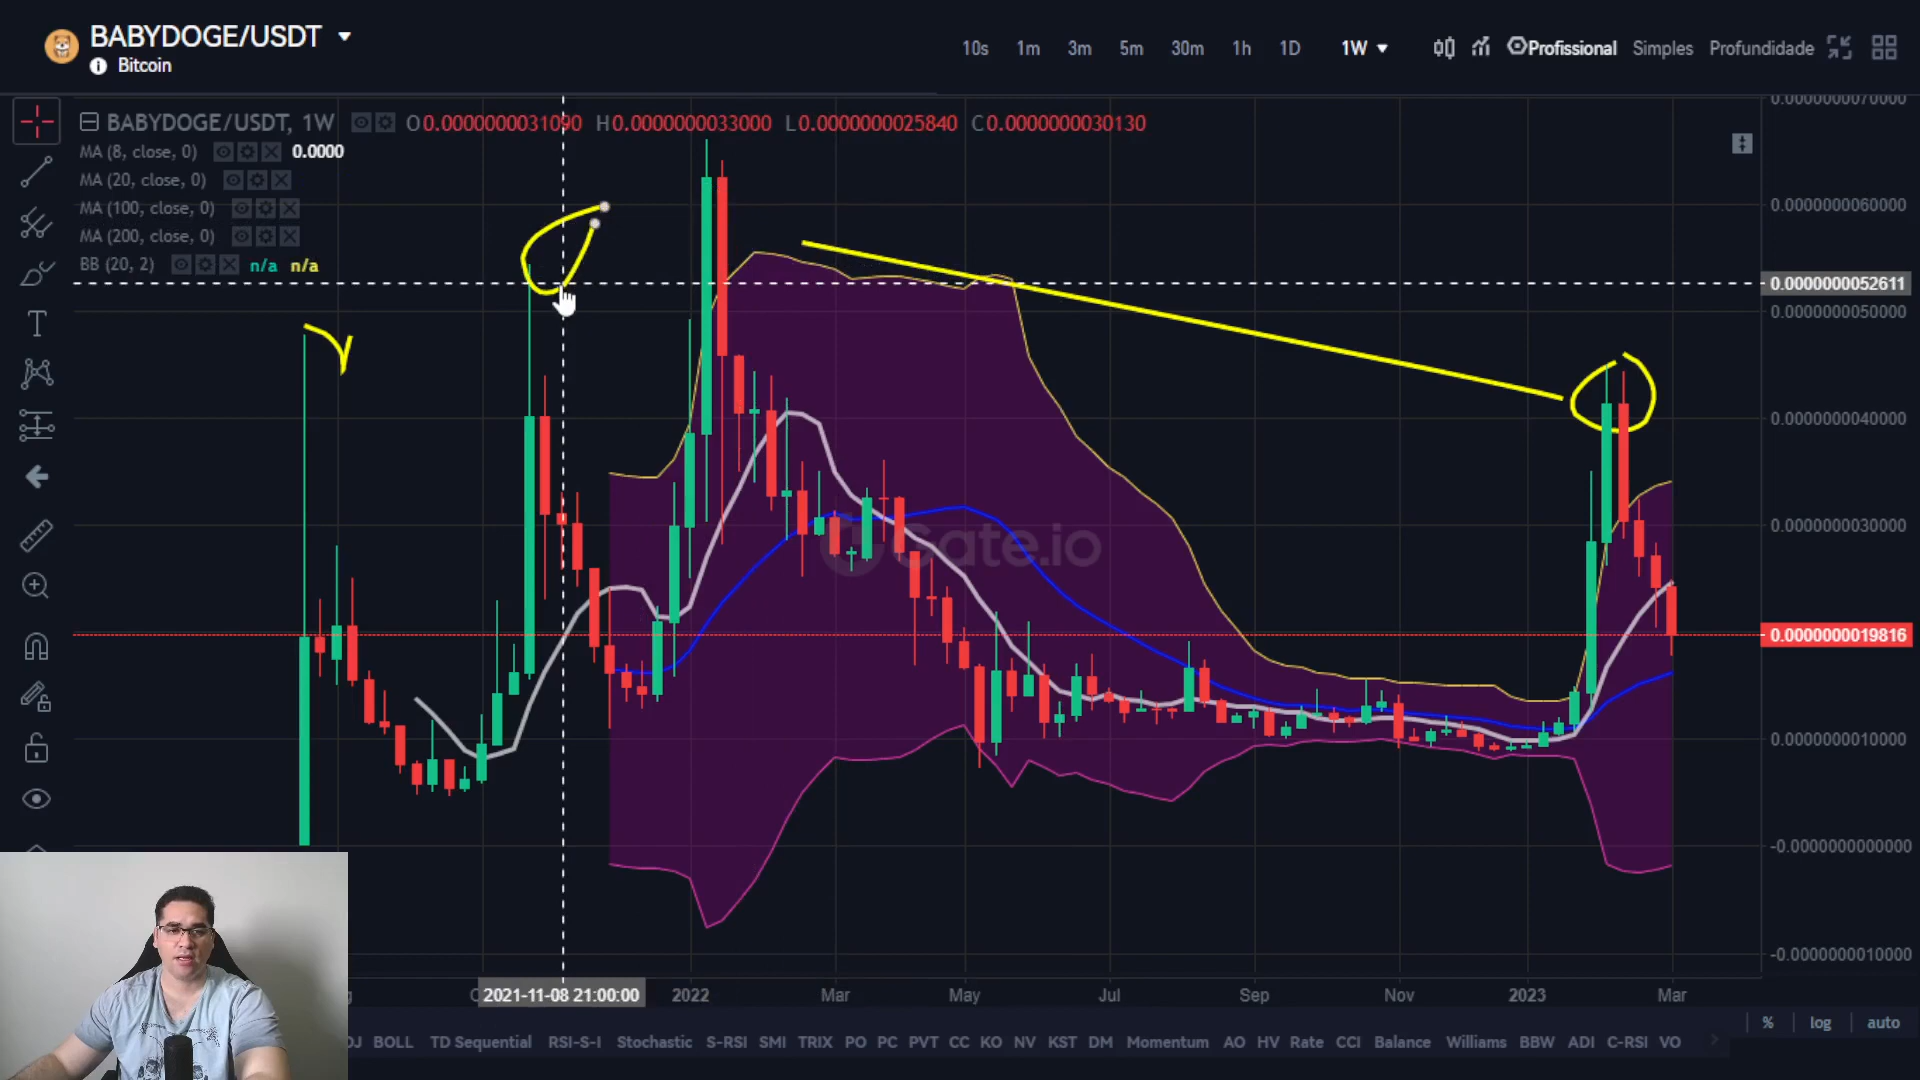 BABYDOGE/USDT
Bitcoin
10s 1m 3m 5m 30m 1h 1D 1W Profissional Simples Profundidade
BABYDOGE/USDT, 1W O0.0000000031090 H0.0000000033000 L0.0000000025840 C0.0000000030130
MA (8, close, 0) 0.0000
MA (20, close, 0)
MA (100, close, 0)
MA (200, close, 0)
BB (20, 2) n/a n/a
0.0000000070000
0.0000000060000
0.0000000052611
0.0000000050000
0.0000000040000
0.0000000030000
0.0000000019816
0.0000000010000
-0.0000000000000
-0.0000000010000
Gate.io
2021-11-08 21:00:00 2022 Mar May Jul Sep Nov 2023 Mar
% log auto
BOLL TD Sequential RSI-S-I Stochastic S-RSI SMI TRIX PO PC PVT CC KO NV KST DM Momentum AO HV Rate CCI Balance Williams BBW ADI C-RSI VO